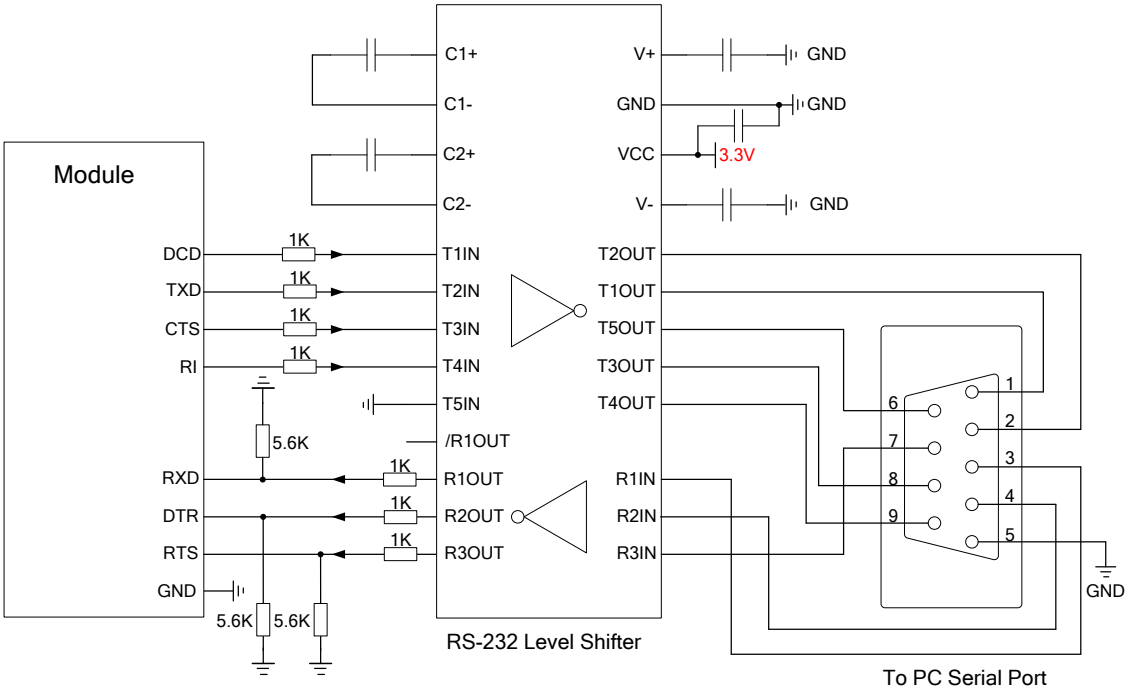 Module
DCD
TXD
CTS
RI
RXD
DTR
RTS
GND
1K
1K
1K
1K
5.6K
1K
1K
1K
5.6K
5.6K
C1+
C1-
C2+
C2-
T1IN
T2IN
T3IN
T4IN
T5IN
/R1OUT
R1OUT
R2OUT
R3OUT
V+
GND
VCC
V-
T2OUT
T1OUT
T5OUT
T3OUT
T4OUT
R1IN
R2IN
R3IN
RS-232 Level Shifter
GND
GND
3.3V
GND
6
7
8
9
1
2
3
4
5
GND
To PC Serial Port